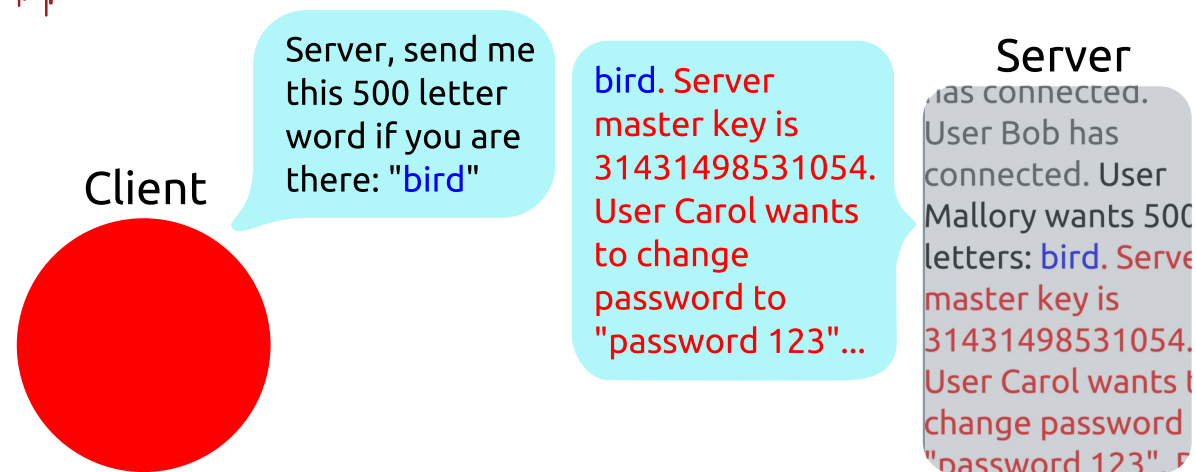 Server, send me
this 500 letter
word if you are
there: "bird"
Client
bird. Server
master key is
31431498531054.
User Carol wants
to change
password to
"password 123"...
Server
has connected.
User Bob has
connected. User
Mallory wants 500
letters: bird. Serve
master key is
31431498531054.
User Carol wants t
change password
"password 123".